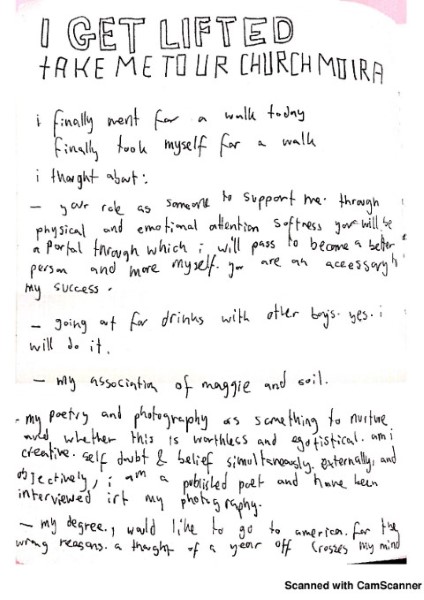 I GET LIFTED
TAKE ME TO UR CHURCH MOIRA
i finally went for a walk today
finally took myself for a walk
i thought about:
– your role as someone to support me. through
physical and emotional attention softness you will be
a portal through which i will pass to become a better
person and more myself. you are an accessory
my success.
– going out for drinks with other boys. yes. i
will do it.
– my association of maggie and soil.
- my poetry and photography as something to nurture
and whether this is worthless and egotistical. am i
creative. self doubt & belief simultaneously. externally, and
objectively, i am a published poet and have been
interviewed irt my photography.
– my degree. i would like to go to america. for the
wrong reasons. a thought of a year off crosses my mind
Scanned with CamScanner